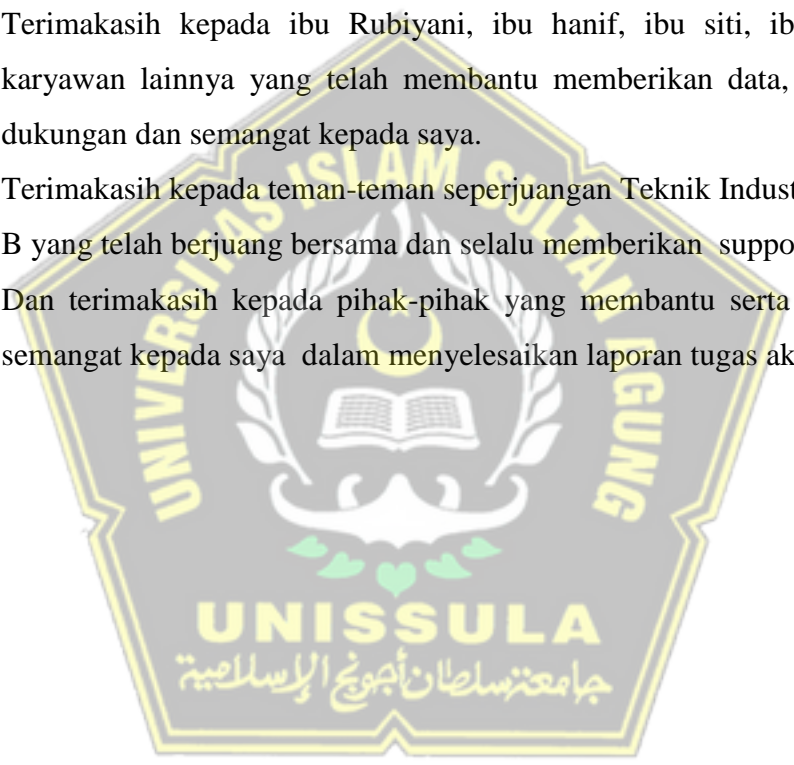 Terimakasih kepada ibu Rubiyani, ibu hanif, ibu siti, ib
karyawan lainnya yang telah membantu memberikan data,
dukungan dan semangat kepada saya.
Terimakasih kepada teman-teman seperjuangan Teknik Indust
B yang telah berjuang bersama dan selalu memberikan suppo
Dan terimakasih kepada pihak-pihak yang membantu serta
semangat kepada saya dalam menyelesaikan laporan tugas ak
UNIVERSITAS ISLAM SULTAN AGUNG
UNISSULA
جامعة سلطان أجونج الإسلامية